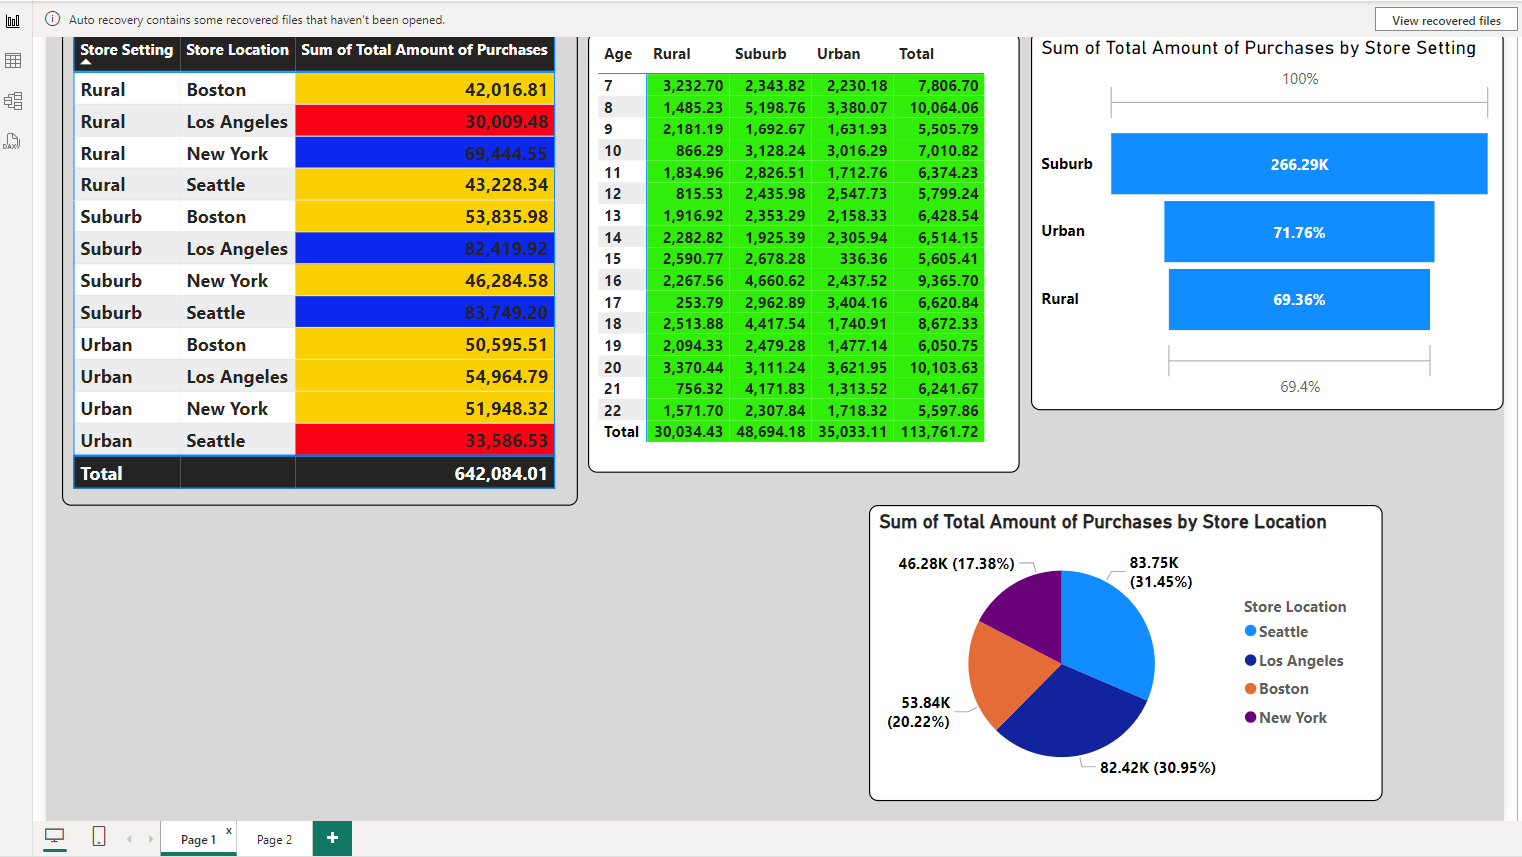 Auto recovery contains some recovered files that haven't been opened.
View recovered files
Store Setting Store Location Sum of Total Amount of Purchases
Rural Boston 42,016.81
Rural Los Angeles 30,009.48
Rural New York 69,444.55
Rural Seattle 43,228.34
Suburb Boston 53,835.98
Suburb Los Angeles 82,419.92
Suburb New York 46,284.58
Suburb Seattle 83,749.20
Urban Boston 50,595.51
Urban Los Angeles 54,964.79
Urban New York 51,948.32
Urban Seattle 33,586.53
Total 642,084.01
Age Rural Suburb Urban Total
7 3,232.70 2,343.82 2,230.18 7,806.70
8 1,485.23 5,198.76 3,380.07 10,064.06
9 2,181.19 1,692.67 1,631.93 5,505.79
10 866.29 3,128.24 3,016.29 7,010.82
11 1,834.96 2,826.51 1,712.76 6,374.23
12 815.53 2,435.98 2,547.73 5,799.24
13 1,916.92 2,353.29 2,158.33 6,428.54
14 2,282.82 1,925.39 2,305.94 6,514.15
15 2,590.77 2,678.28 336.36 5,605.41
16 2,267.56 4,660.62 2,437.52 9,365.70
17 253.79 2,962.89 3,404.16 6,620.84
18 2,513.88 4,417.54 1,740.91 8,672.33
19 2,094.33 2,479.28 1,477.14 6,050.75
20 3,370.44 3,111.24 3,621.95 10,103.63
21 756.32 4,171.83 1,313.52 6,241.67
22 1,571.70 2,307.84 1,718.32 5,597.86
Total 30,034.43 48,694.18 35,033.11 113,761.72
Sum of Total Amount of Purchases by Store Setting
100%
Suburb 266.29K
Urban 71.76%
Rural 69.36%
69.4%
Sum of Total Amount of Purchases by Store Location
46.28K (17.38%)
83.75K
(31.45%)
53.84K
(20.22%)
82.42K (30.95%)
Store Location
Seattle
Los Angeles
Boston
New York
DAX
Page 1 x
Page 2
+